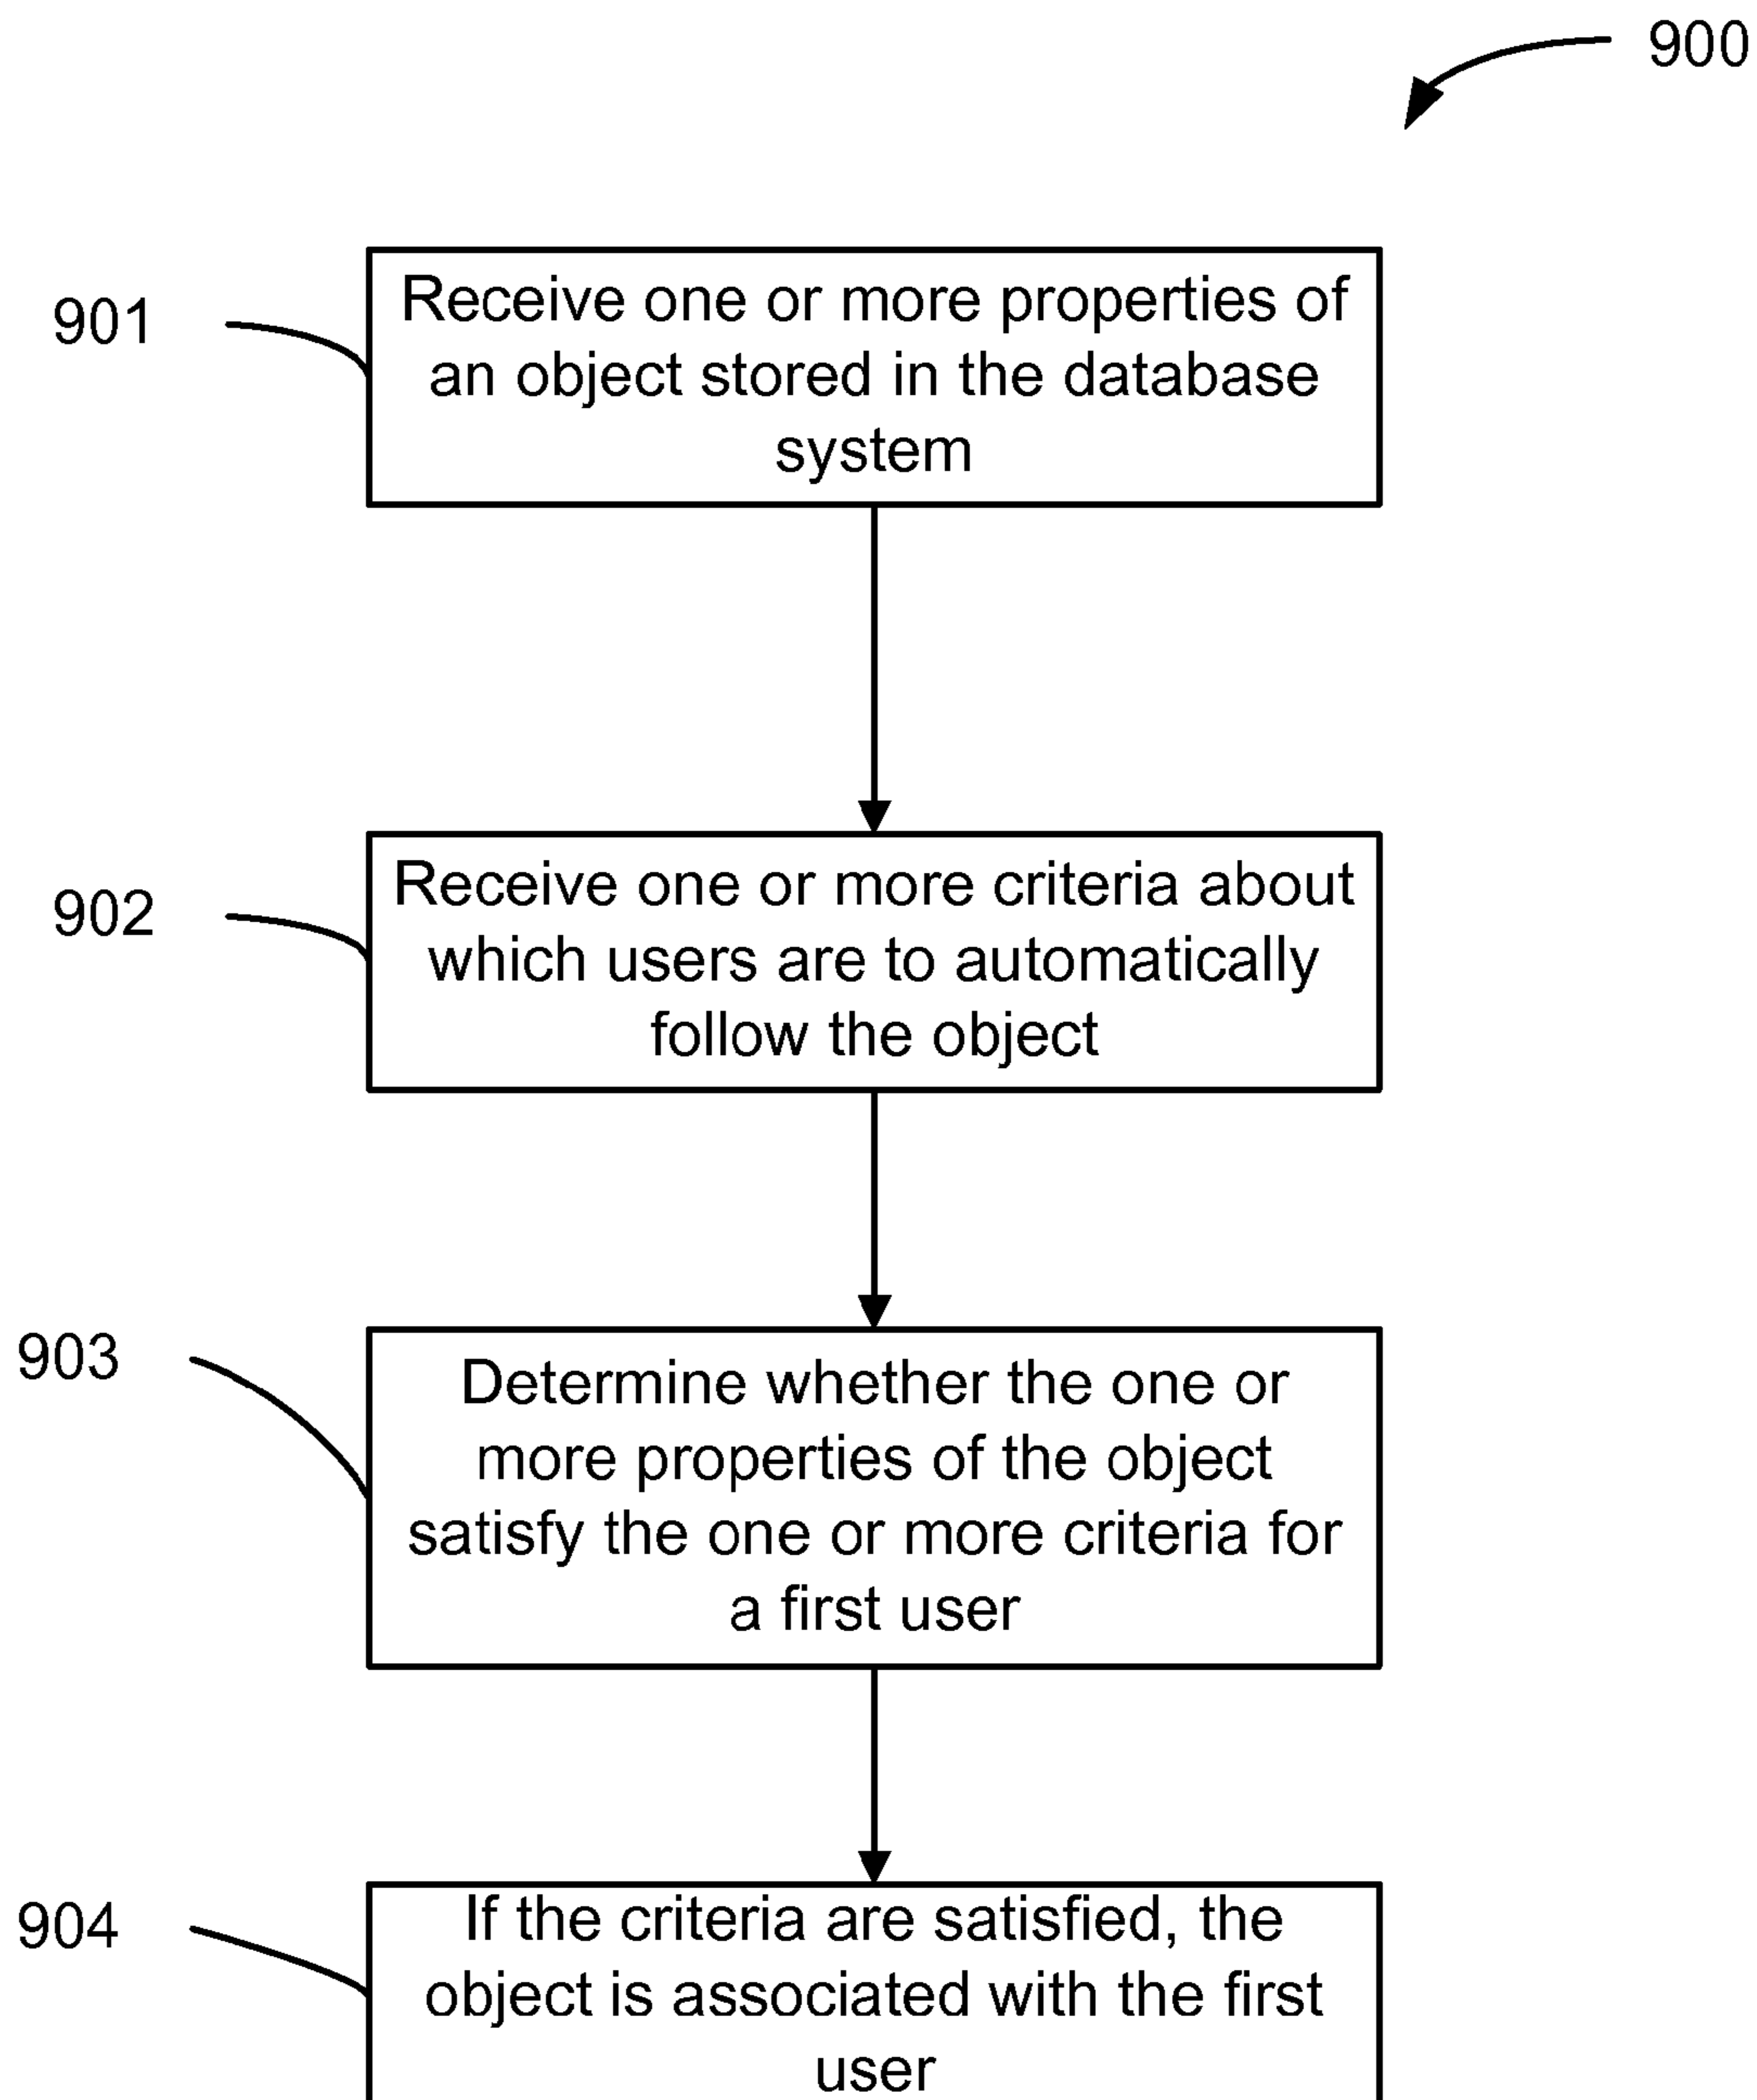 900
901
Receive one or more properties of
an object stored in the database
system
902
Receive one or more criteria about
which users are to automatically
follow the object
903
Determine whether the one or
more properties of the object
satisfy the one or more criteria for
a first user
904
If the criteria are satisfied, the
object is associated with the first
user